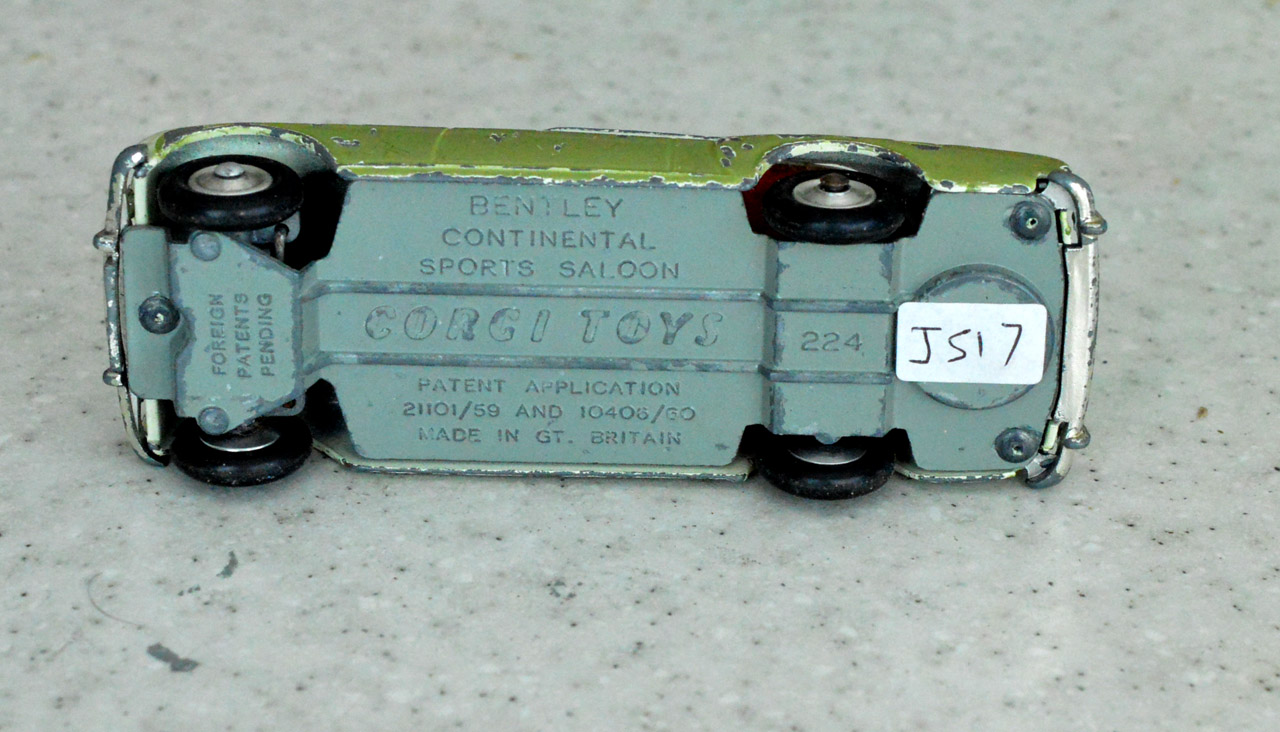 BENTLEY
CONTINENTAL
SPORTS SALOON
CORGI TOYS
PATENT APPLICATION
21101/59 AND 10406/60
MADE IN GT. BRITAIN
FOREIGN
PATENTS
PENDING
224
JS17